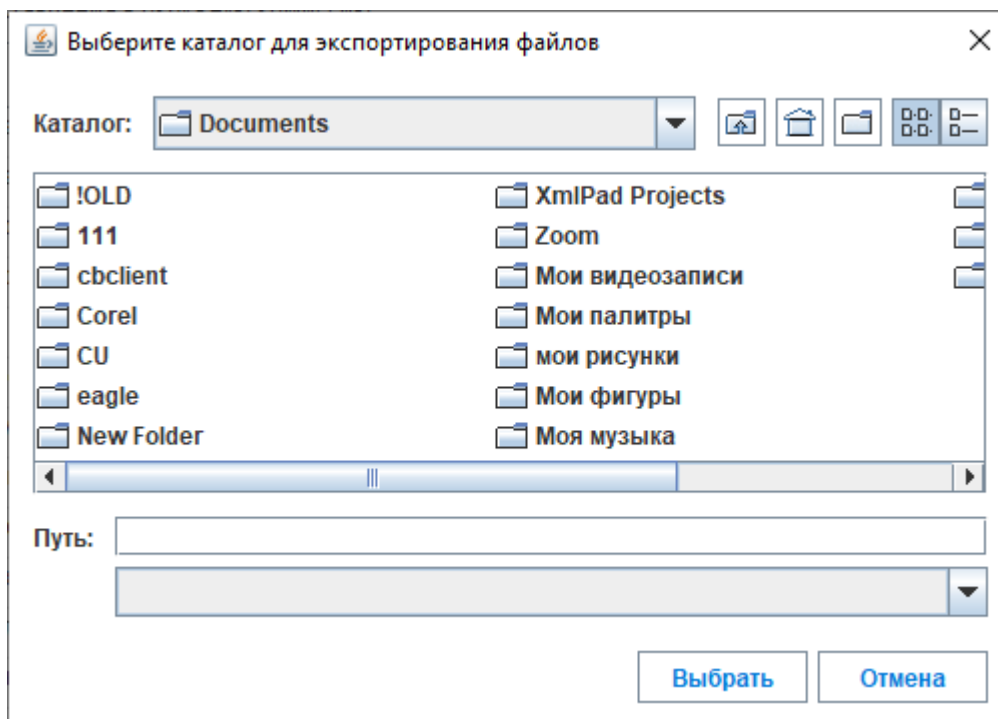 Выберите каталог для экспортирования файлов
Каталог: Documents
!OLD
111
cbclient
Corel
CU
eagle
New Folder
XmlPad Projects
Zoom
Мои видеозаписи
Мои палитры
мои рисунки
Мои фигуры
Моя музыка
Путь:
Выбрать Отмена